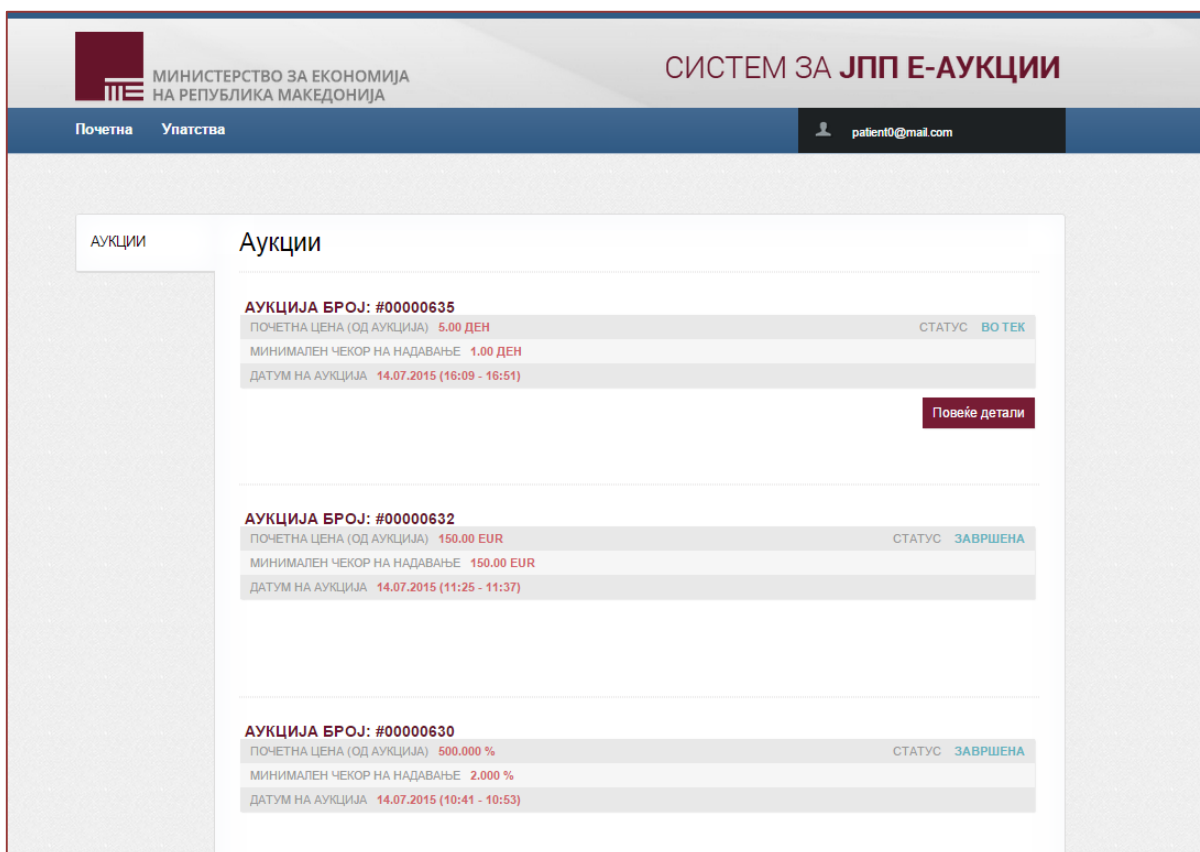 МИНИСТЕРСТВО ЗА ЕКОНОМИЈА
НА РЕПУБЛИКА МАКЕДОНИЈА
СИСТЕМ ЗА ЈПП Е-АУКЦИИ
Почетна Упатства
patient0@mail.com
АУКЦИИ
Аукции
АУКЦИЈА БРОЈ: #00000635
ПОЧЕТНА ЦЕНА (ОД АУКЦИЈА) 5.00 ДЕН СТАТУС ВО ТЕК
МИНИМАЛЕН ЧЕКОР НА НАДАВАЊЕ 1.00 ДЕН
ДАТУМ НА АУКЦИЈА 14.07.2015 (16:09 - 16:51)
Повеќе детали
АУКЦИЈА БРОЈ: #00000632
ПОЧЕТНА ЦЕНА (ОД АУКЦИЈА) 150.00 EUR СТАТУС ЗАВРШЕНА
МИНИМАЛЕН ЧЕКОР НА НАДАВАЊЕ 150.00 EUR
ДАТУМ НА АУКЦИЈА 14.07.2015 (11:25 - 11:37)
АУКЦИЈА БРОЈ: #00000630
ПОЧЕТНА ЦЕНА (ОД АУКЦИЈА) 500.000 % СТАТУС ЗАВРШЕНА
МИНИМАЛЕН ЧЕКОР НА НАДАВАЊЕ 2.000 %
ДАТУМ НА АУКЦИЈА 14.07.2015 (10:41 - 10:53)